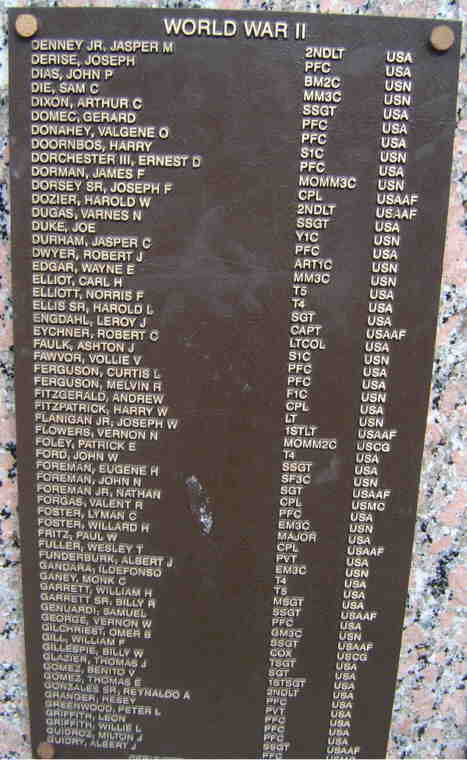 WORLD WAR II
DENNEY JR, JASPER M 2NDLT USA
DERISE, JOSEPH PFC USA
DIAS, JOHN P BM2C USN
DIE, SAM C MM3C USN
DIXON, ARTHUR C SSGT USA
DOMEC, GERARD PFC USA
DONAHEY, VALGENE O PFC USA
DOORNBOS, HARRY S1C USN
DORCHESTER III, ERNEST D PFC USA
DORMAN, JAMES F MOMM3C USN
DORSEY SR, JOSEPH F CPL USAAF
DOZIER, HAROLD W 2NDLT USAAF
DUGAS, VARNES N SSGT USA
DUKE, JOE Y1C USN
DURHAM, JASPER C PFC USA
DWYER, ROBERT J ART1C USN
EDGAR, WAYNE E MM3C USN
ELLIOT, CARL H T5 USA
ELLIOTT, NORRIS F T4 USA
ELLIS SR, HAROLD L SGT USA
ENGDAHL, LEROY J CAPT USAAF
EYCHNER, ROBERT C LTCOL USA
FAULK, ASHTON J S1C USN
FAWVOR, VOLLIE V PFC USA
FERGUSON, CURTIS L PFC USA
FERGUSON, MELVIN R F1C USN
FITZGERALD, ANDREW CPL USA
FITZPATRICK, HARRY W LT USN
FLANIGAN JR, JOSEPH W 1STLT USAAF
FLOWERS, VERNON N MOMM2C USCG
FOLEY, PATRICK E T4 USA
FORD, JOHN W SSGT USA
FOREMAN, EUGENE H SF3C USN
FOREMAN, JOHN N SGT USAAF
FOREMAN JR, NATHAN CPL USMC
FORGAS, VALENT R PFC USA
FOSTER, LYMAN C EM3C USN
FOSTER, WILLARD H MAJOR USA
FRITZ, PAUL W CPL USAAF
FULLER, WESLEY T PVT USA
FUNDERBURK, ALBERT J EM3C USN
GANDARA, ILDEFONSO T4 USA
GANEY, MONK C T5 USA
GARRETT, WILLIAM H MSGT USA
GARRETT SR, BILLY R SSGT USAAF
GENUARDI, SAMUEL PFC USA
GEORGE, VERNON W GM3C USN
GILCHRIEST, OMER B SSGT USAAF
GILL, WILLIAM F COX USCG
GILLESPIE, BILLY W TSGT USA
GLAZIER, THOMAS J SGT USA
GOMEZ, BENITO V 1STSGT USA
GOMEZ, THOMAS E 2NDLT USA
GONZALES SR, REYNALDO A PFC USA
GRANGER, HESEY PVT USA
GREENWOOD, PETER L PFC USA
GRIFFITH, LEON PFC USA
GRIFFITH, WILLIE L PFC USA
GUIDROZ, MILTON J SSGT USAAF
GUIDRY, ALBERT J PFC